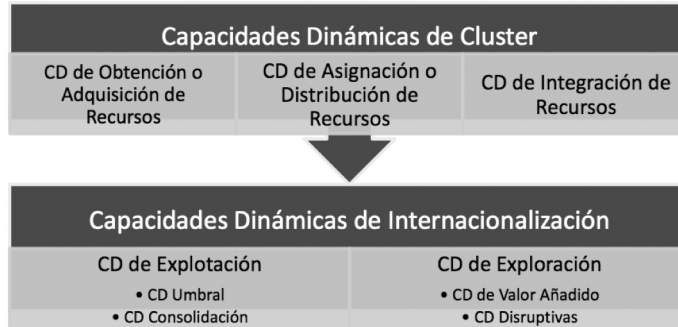 Capacidades Dinámicas de Cluster
CD de Obtención o
Adquisición de
Recursos
CD de Asignación o
Distribución de
Recursos
CD de Integración de
Recursos
Capacidades Dinámicas de Internacionalización
CD de Explotación
• CD Umbral
• CD Consolidación
CD de Exploración
• CD de Valor Añadido
• CD Disruptivas